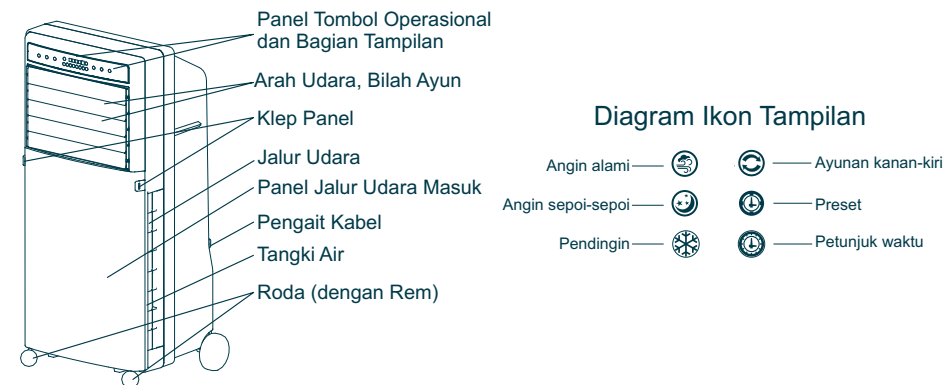 Panel Tombol Operasional
dan Bagian Tampilan
Arah Udara, Bilah Ayun
Klep Panel
Jalur Udara
Panel Jalur Udara Masuk
Pengait Kabel
Tangki Air
Roda (dengan Rem)
Diagram Ikon Tampilan
Angin alami
Angin sepoi-sepoi
Pendingin
Ayunan kanan-kiri
Preset
Petunjuk waktu